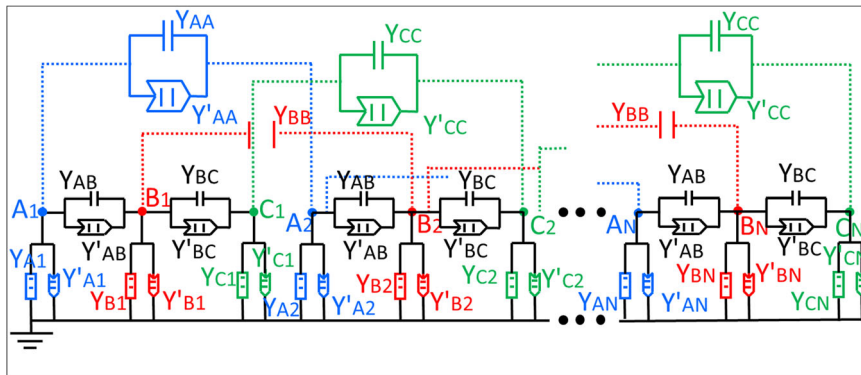 YAA
YCC
YCC
Y'AA
Y'CC
Y'CC
YBB
YBB
YAB
YBC
YAB
YBC
YAB
YBC
A1
B1
C1
A2
B2
C2
AN
BN
CN
Y'AB
Y'BC
Y'AB
Y'BC
Y'AB
Y'BC
YA1
Y'A1
YB1
Y'B1
YC1
Y'C1
YA2
Y'A2
YB2
Y'B2
YC2
Y'C2
YAN
Y'AN
YBN
Y'BN
YCN
Y'CN